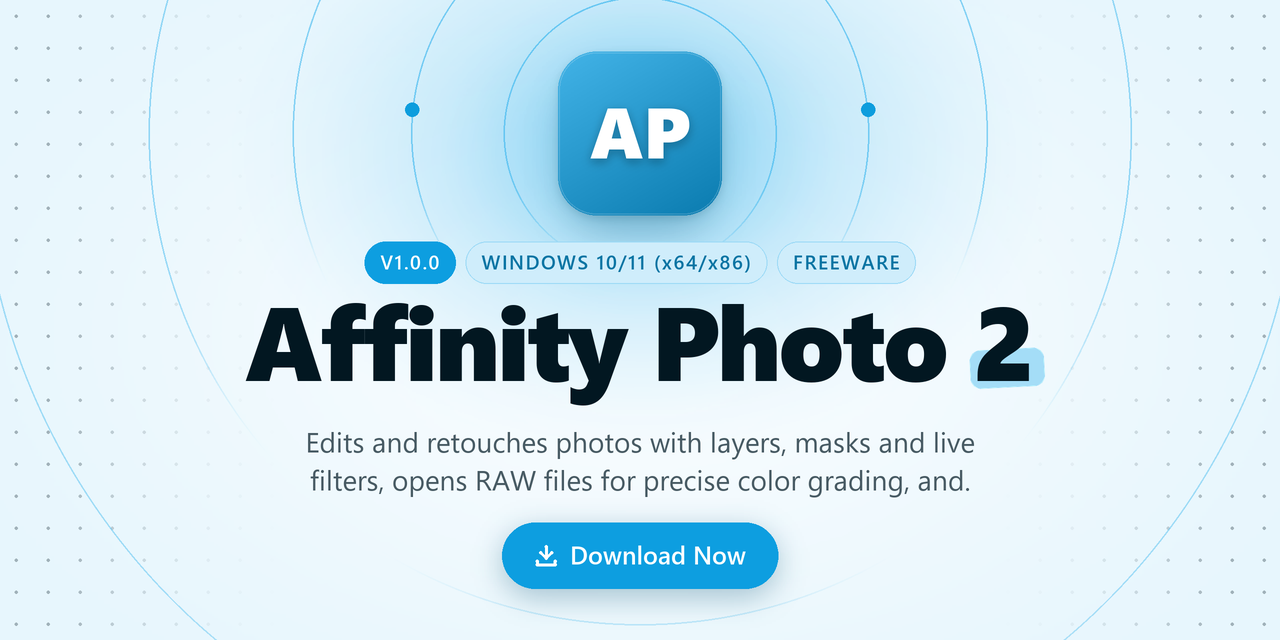 AP
V1.0.0
WINDOWS 10/11 (x64/x86)
FREEWARE
Affinity Photo 2
Edits and retouches photos with layers, masks and live
filters, opens RAW files for precise color grading, and.
Download Now